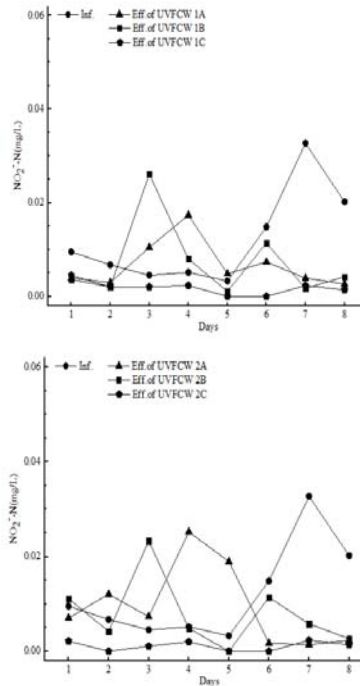 0.06
Inf.
Eff.of UVFCW 1A
Eff.of UVFCW 1B
Eff.of UVFCW 1C
0.04
NO₂⁻-N(mg/L)
0.02
0.00
1 2 3 4 5 6 7 8
Days
0.06
Inf.
Eff.of UVFCW 2A
Eff.of UVFCW 2B
Eff.of UVFCW 2C
0.04
NO₂⁻-N(mg/L)
0.02
0.00
1 2 3 4 5 6 7 8
Days